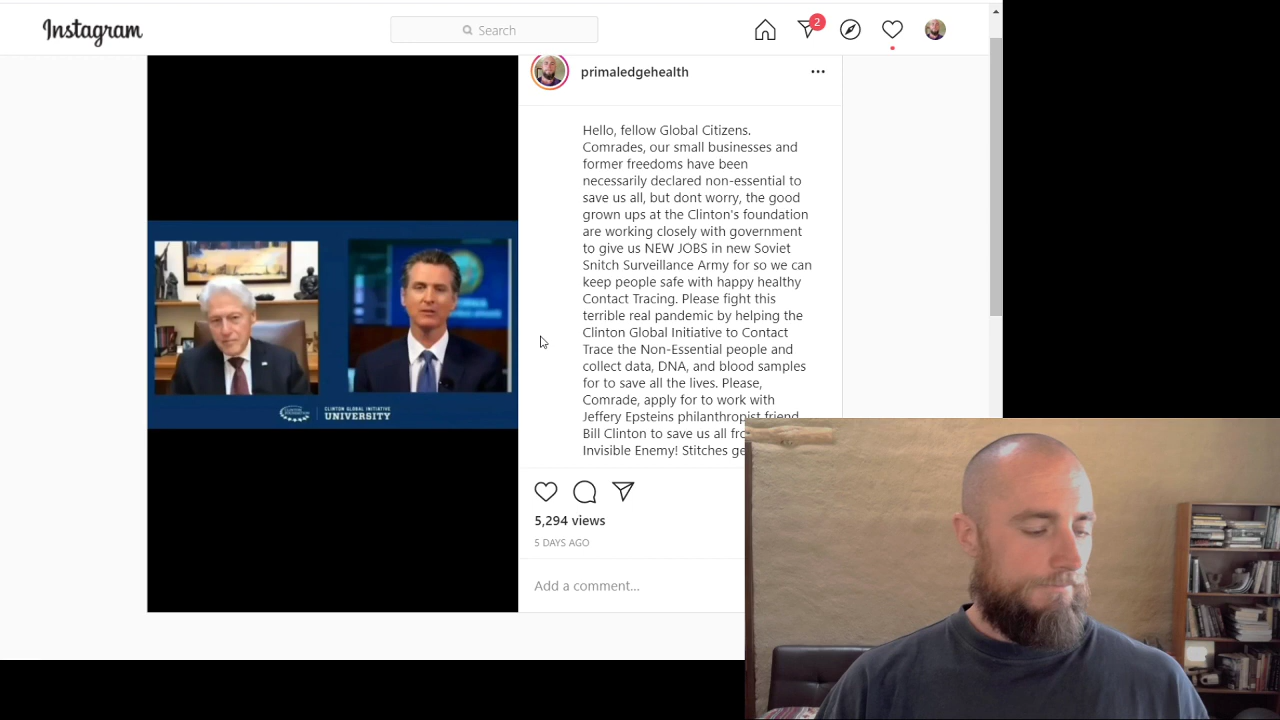 Instagram
Search
2
primaledgehealth
Hello, fellow Global Citizens.
Comrades, our small businesses and
former freedoms have been
necessarily declared non-essential to
save us all, but dont worry, the good
grown ups at the Clinton's foundation
are working closely with government
to give us NEW JOBS in new Soviet
Snitch Surveillance Army for so we can
keep people safe with happy healthy
Contact Tracing. Please fight this
terrible real pandemic by helping the
Clinton Global Initiative to Contact
Trace the Non-Essential people and
collect data, DNA, and blood samples
for to save all the lives. Please,
Comrade, apply for to work with
Jeffery Epsteins philanthropist friend
Bill Clinton to save us all
Invisible Enemy! Stitches
CLINTON GLOBAL INITIATIVE
UNIVERSITY
5,294 views
5 DAYS AGO
Add a comment...